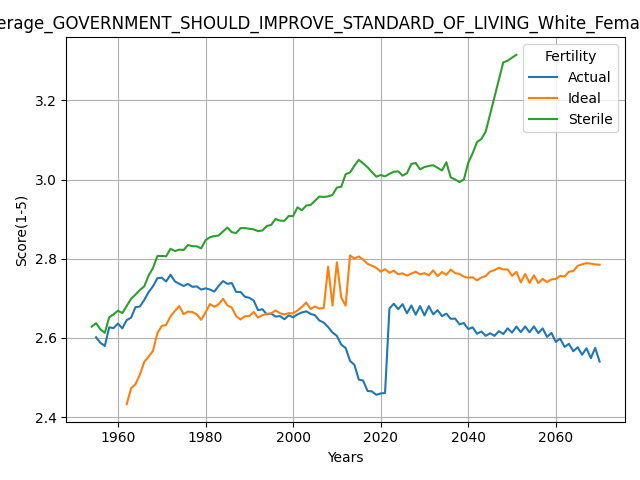 erage_GOVERNMENT_SHOULD_IMPROVE_STANDARD_OF_LIVING_White_Fema
Fertility
Actual
Ideal
Sterile
Score(1-5)
3.2
3.0
2.8
2.6
2.4
1960 1980 2000 2020 2040 2060
Years